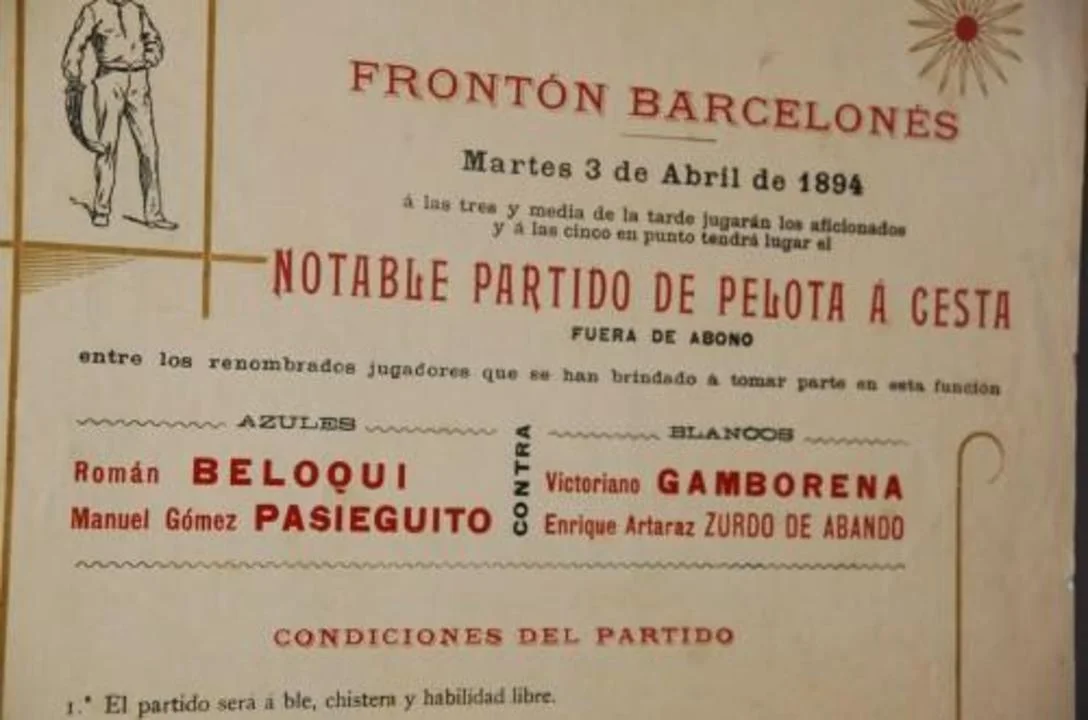 FRONTÓN BARCELONÉS
Martes 3 de Abril de 1894
á las tres y media de la tarde jugarán los aficionados
y á las cinco en punto tendrá lugar el
NOTABLE PARTIDO DE PELOTA Á CESTA
FUERA DE ABONO
entre los renombrados jugadores que se han brindado á tomar parte en esta función
AZULES
Román BELOQUI
Manuel Gómez PASIEGUITO
CONTRA
BLANCOS
Victoriano GAMBORENA
Enrique Artaraz ZURDO DE ABANDO
CONDICIONES DEL PARTIDO
1.ª El partido será á ble, chistera y habilidad libre.